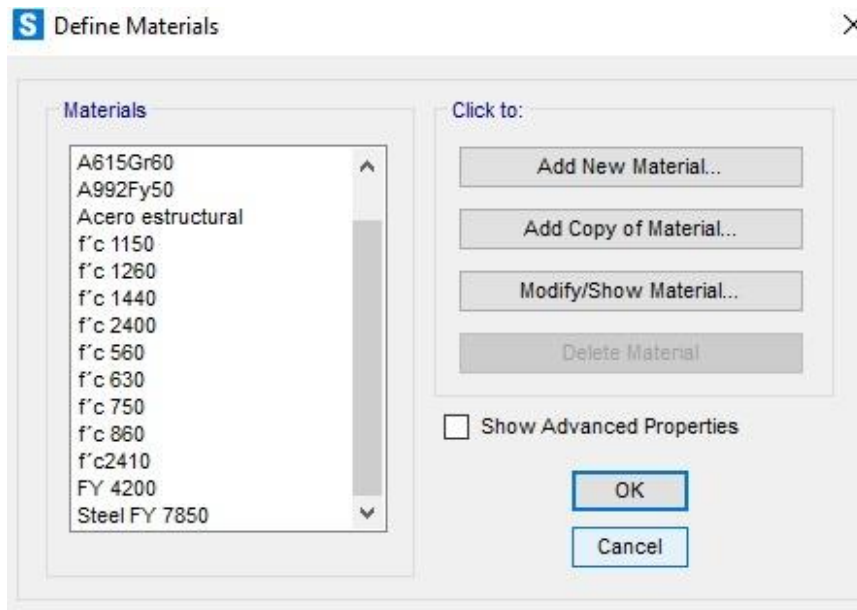 S Define Materials
Materials
A615Gr60
A992Fy50
Acero estructural
f´c 1150
f´c 1260
f´c 1440
f´c 2400
f´c 560
f´c 630
f´c 750
f´c 860
f´c2410
FY 4200
Steel FY 7850
Click to:
Add New Material...
Add Copy of Material...
Modify/Show Material...
Delete Material
Show Advanced Properties
OK
Cancel